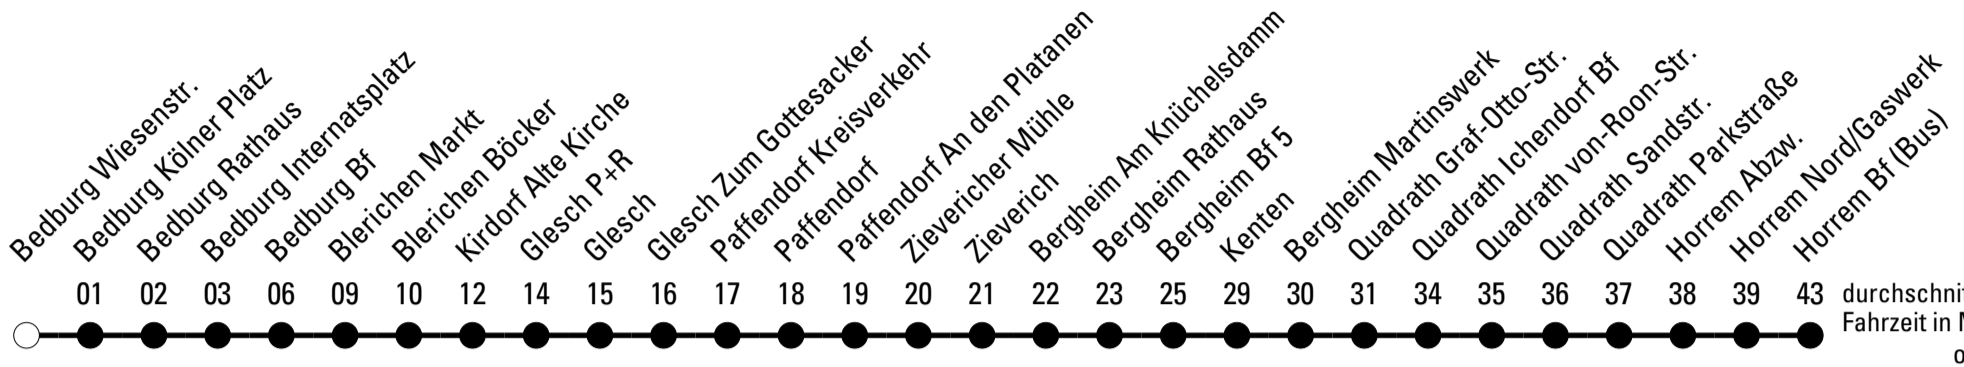 Bedburg Wiesenstr.
Bedburg Kölner Platz
Bedburg Rathaus
Bedburg Internatsplatz
Bedburg Bf
Blerichen Markt
Blerichen Böcker
Kirdorf Alte Kirche
Glesch P+R
Glesch
Glesch Zum Gottesacker
Paffendorf Kreisverkehr
Paffendorf
Paffendorf An den Platanen
Zievericher Mühle
Zieverich
Bergheim Am Knüchelsdamm
Bergheim Rathaus
Bergheim Bf 5
Kenten
Bergheim Martinswerk
Quadrath Graf-Otto-Str.
Quadrath Ichendorf Bf
Quadrath von-Roon-Str.
Quadrath Sandstr.
Quadrath Parkstraße
Horrem Abzw.
Horrem Nord/Gaswerk
Horrem Bf (Bus)
01 02 03 06 09 10 12 14 15 16 17 18 19 20 21 22 23 25 29 30 31 34 35 36 37 38 39 43 durchschnit
Fahrzeit in